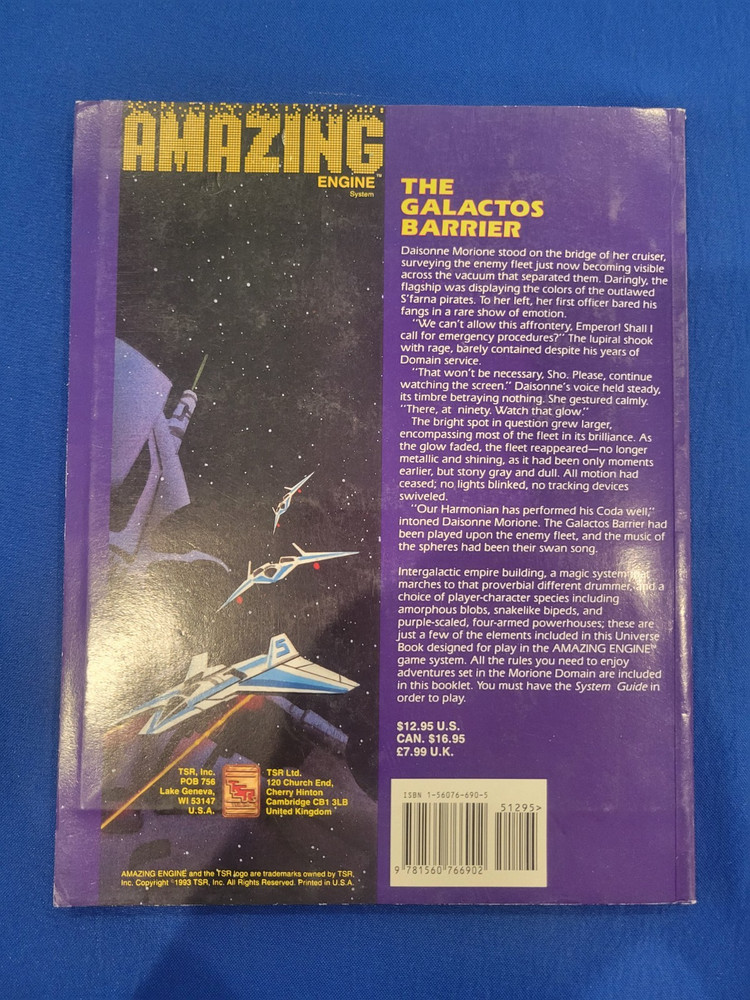 AMAZING
ENGINE™
System
THE
GALACTOS
BARRIER
Daisonne Morione stood on the bridge of her cruiser,
surveying the enemy fleet just now becoming visible
across the vacuum that separated them. Daringly, the
flagship was displaying the colors of the outlawed
S'farna pirates. To her left, her first officer bared his
fangs in a rare show of emotion.
"We can't allow this affrontery, Emperor! Shall I
call for emergency procedures?" The lupiral shook
with rage, barely contained despite his years of
Domain service.
"That won't be necessary, Sho. Please, continue
watching the screen." Daisonne's voice held steady,
its timbre betraying nothing. She gestured calmly.
"There, at ninety. Watch that glow."
The bright spot in question grew larger,
encompassing most of the fleet in its brilliance. As
the glow faded, the fleet reappeared—no longer
metallic and shining, as it had been only moments
earlier, but stony gray and dull. All motion had
ceased; no lights blinked, no tracking devices
swiveled.
"Our Harmonian has performed his Coda well,"
intoned Daisonne Morione. The Galactos Barrier had
been played upon the enemy fleet, and the music of
the spheres had been their swan song.
Intergalactic empire building, a magic system that
marches to that proverbial different drummer, and a
choice of player-character species including
amorphous blobs, snakelike bipeds, and
purple-scaled, four-armed powerhouses; these are
just a few of the elements included in this Universe
Book designed for play in the AMAZING ENGINE™
game system. All the rules you need to enjoy
adventures set in the Morione Domain are included
in this booklet. You must have the System Guide in
order to play.
$12.95 U.S.
CAN. $16.95
£7.99 U.K.
S
TSR, Inc.
POB 756
Lake Geneva,
WI 53147
U.S.A.
TSR
TSR Ltd.
120 Church End,
Cherry Hinton
Cambridge CB1 3LB
United Kingdom
ISBN 1-56076-690-5
51295>
9 781560 766902
AMAZING ENGINE and the TSR logo are trademarks owned by TSR,
Inc. Copyright ©1993 TSR, Inc. All Rights Reserved. Printed in U.S.A.